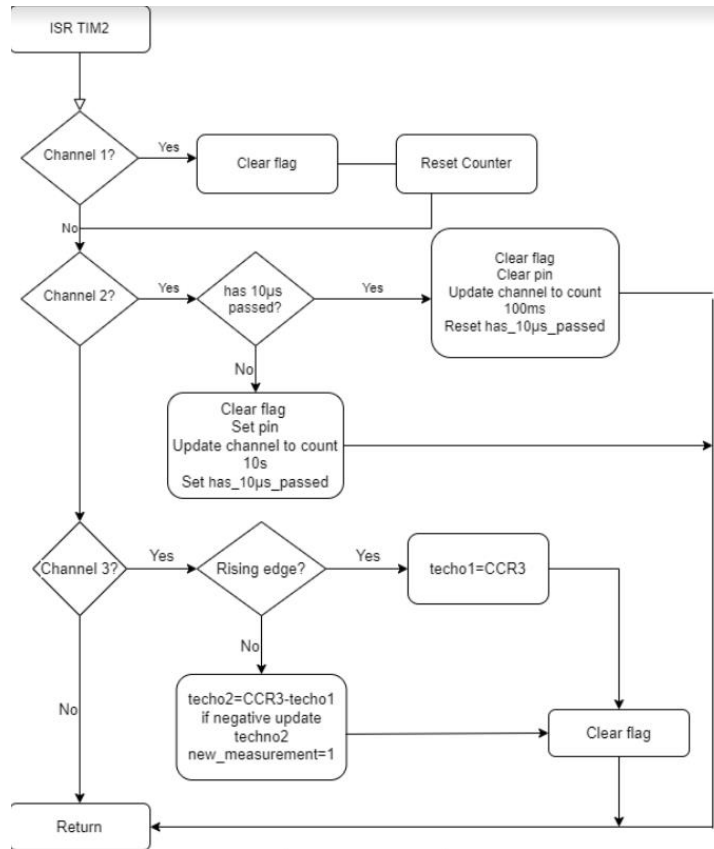 ISR TIM2
Channel 1?
Yes
Clear flag
Reset Counter
No
Channel 2?
Yes
has 10µs
passed?
Yes
Clear flag
Clear pin
Update channel to count
100ms
Reset has_10µs_passed
No
Clear flag
Set pin
Update channel to count
10s
Set has_10µs_passed
Channel 3?
Yes
Rising edge?
Yes
techo1=CCR3
No
techo2=CCR3-techo1
if negative update
techno2
new_measurement=1
Clear flag
No
Return